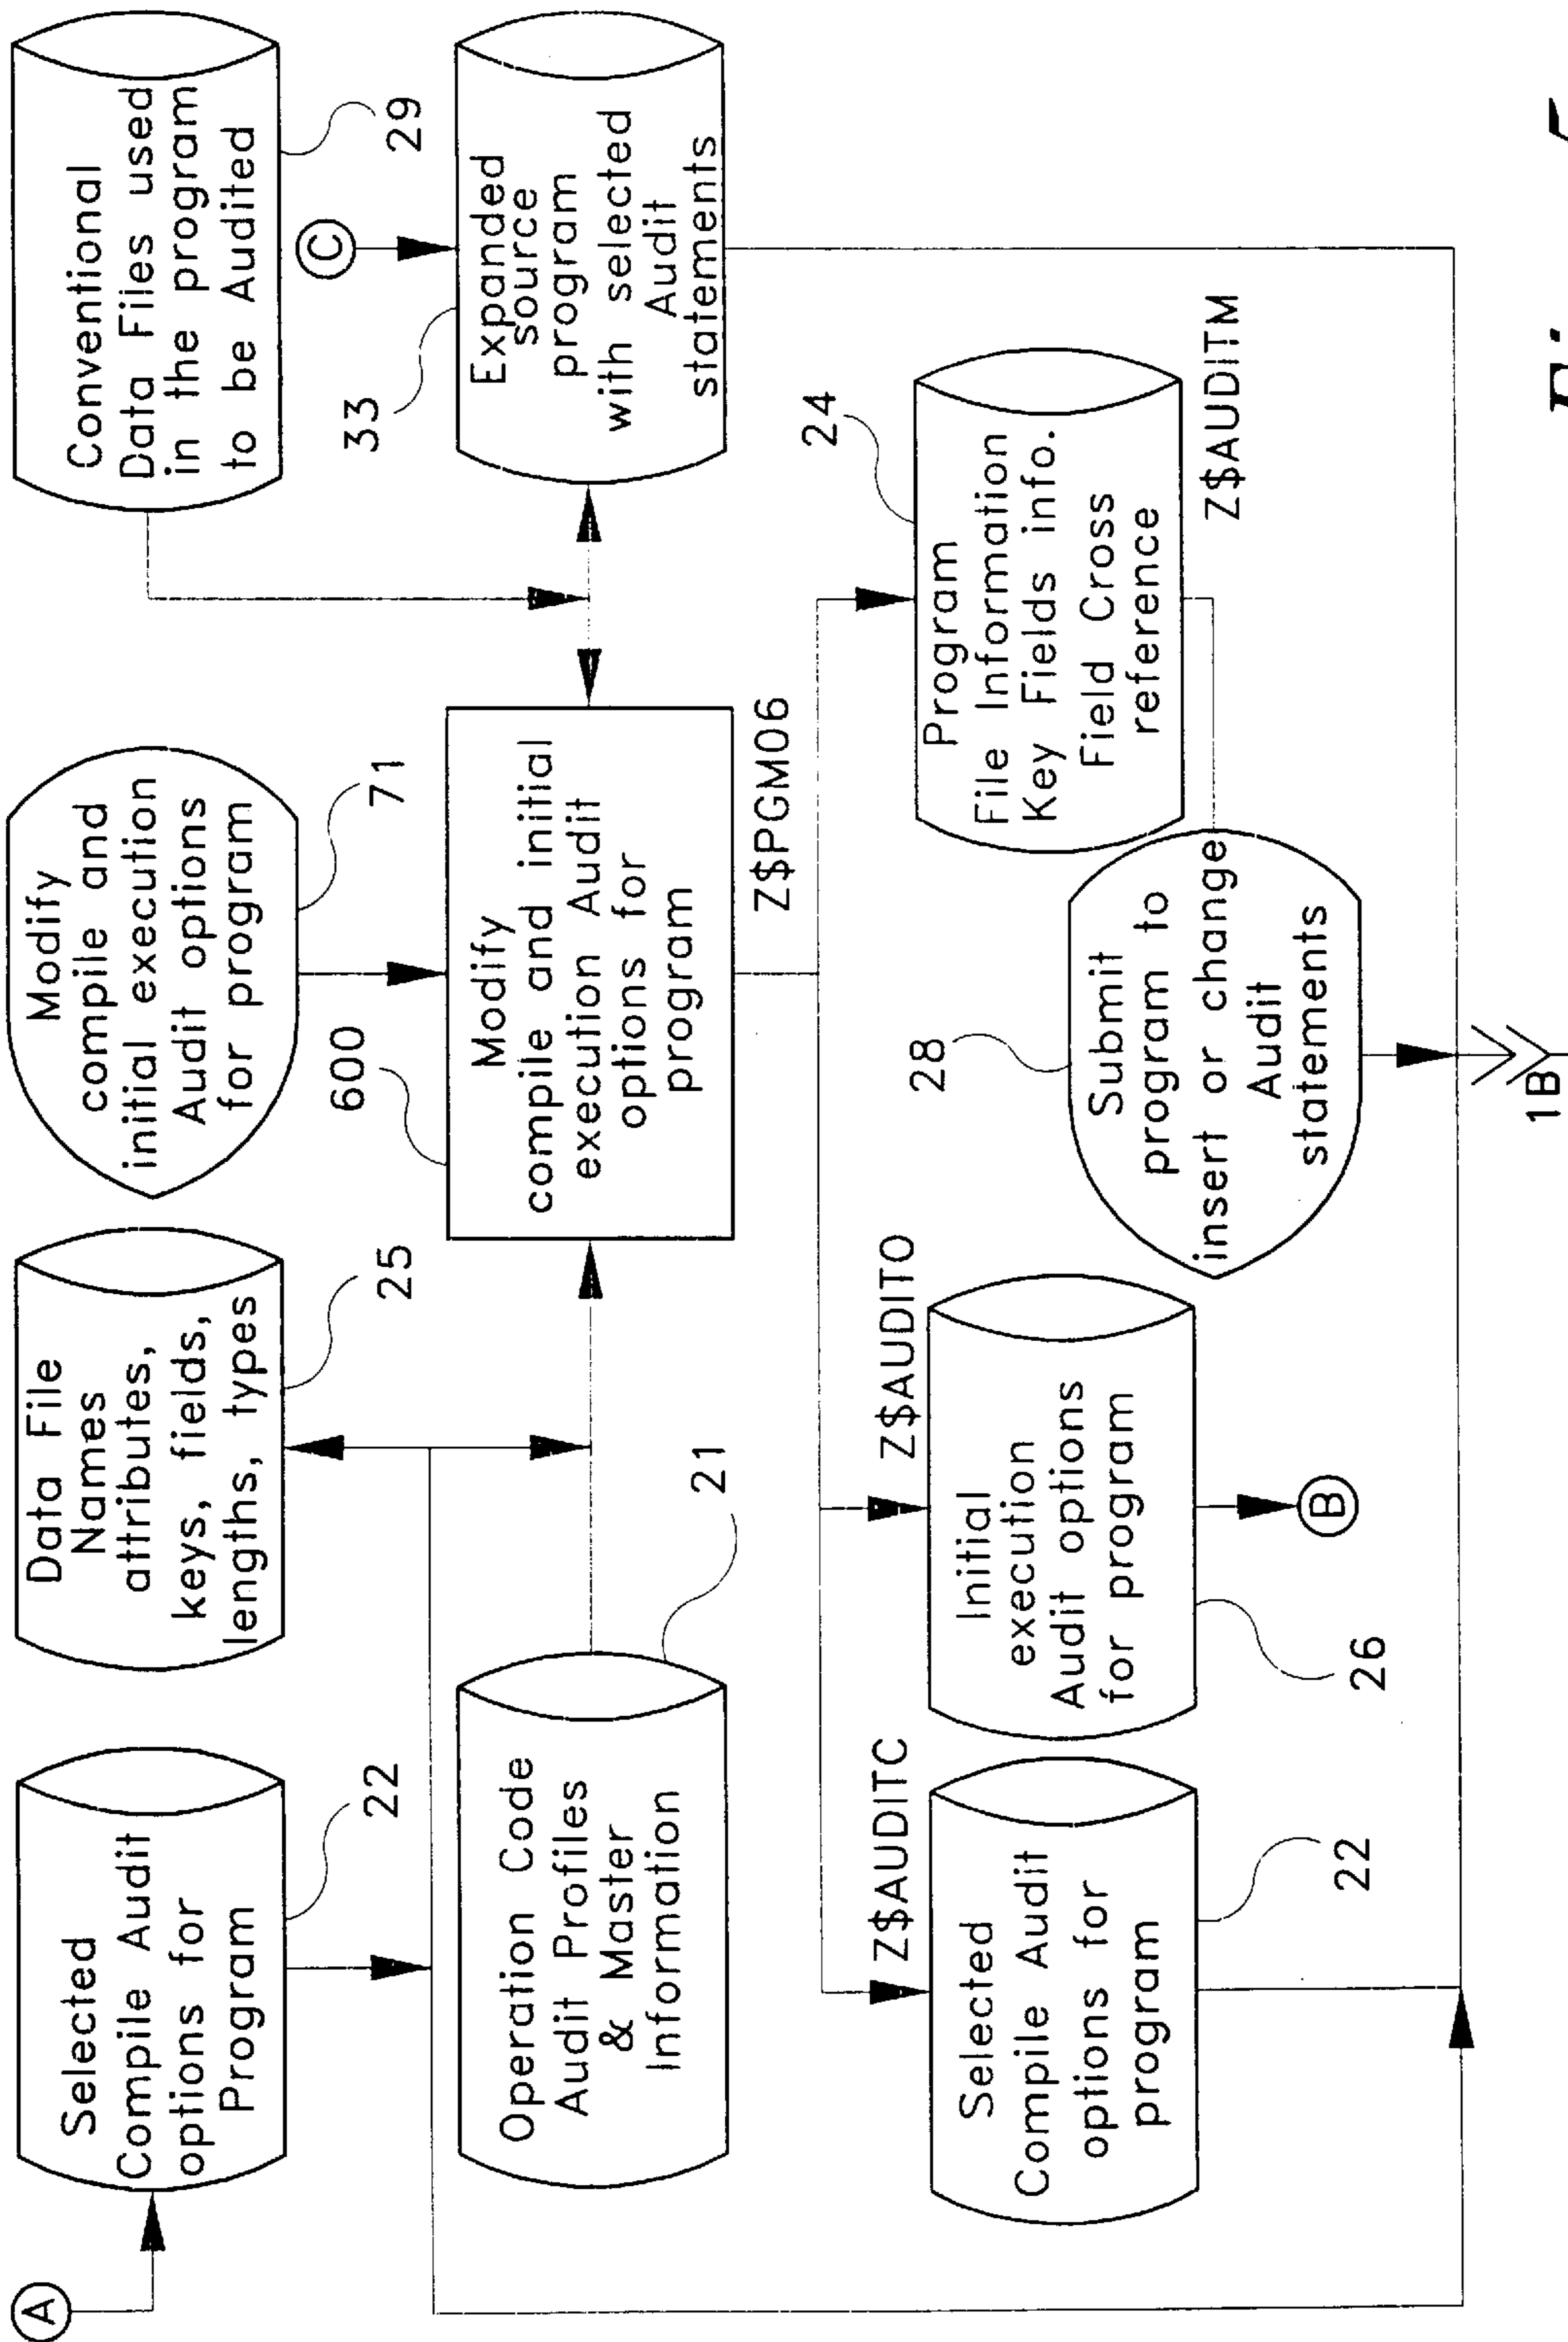 A
Selected
Compile Audit
options for
Program
22
Data File
Names
attributes,
keys, fields,
lengths, types
25
Modify
compile and
initial execution
Audit options
for program
71
Conventional
Data Files used
in the program
to be Audited
29
C
Operation Code
Audit Profiles
& Master
Information
21
600
Modify
compile and initial
execution Audit
options for
program
Z$PGM06
33
Expanded
source
program
with selected
Audit
statements
Z$AUDITC
Selected
Compile Audit
options for
program
22
Z$AUDITO
Initial
execution
Audit options
for program
26
B
28
Submit
program to
insert or change
Audit
statements
24
Program
File Information
Key Fields info.
Field Cross
reference
Z$AUDITM
1B